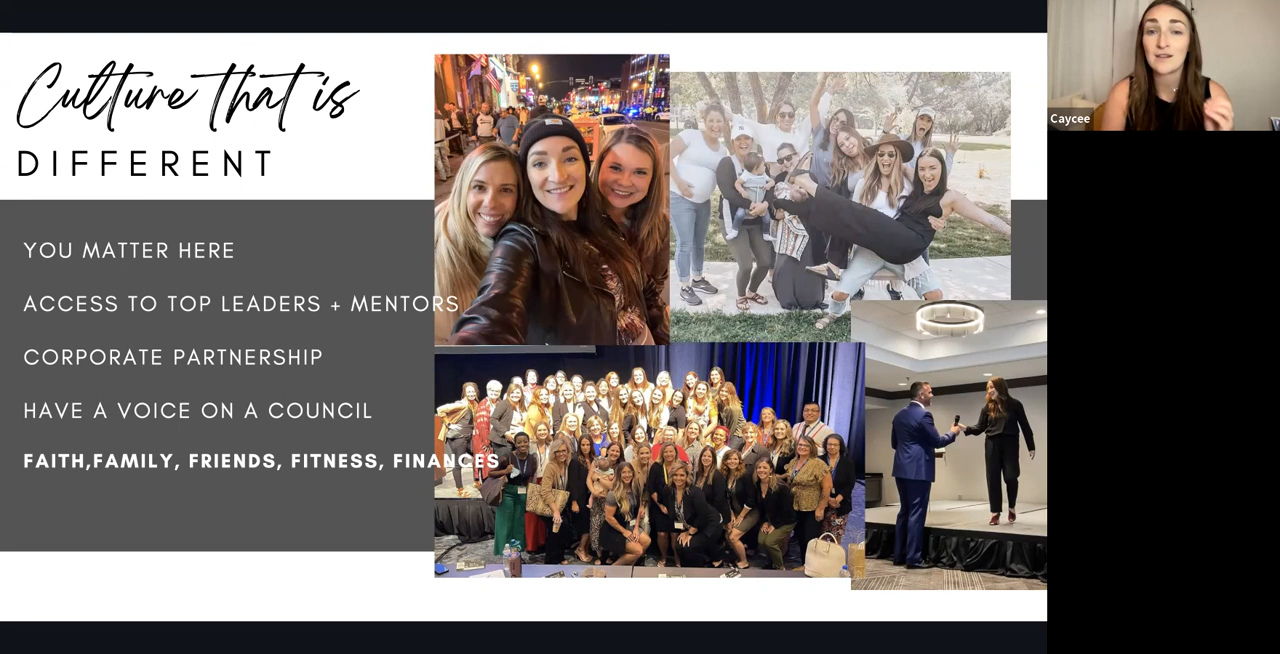 Culture that is
DIFFERENT
YOU MATTER HERE
ACCESS TO TOP LEADERS + MENTORS
CORPORATE PARTNERSHIP
HAVE A VOICE ON A COUNCIL
FAITH,FAMILY, FRIENDS, FITNESS, FINANCES
Caycee